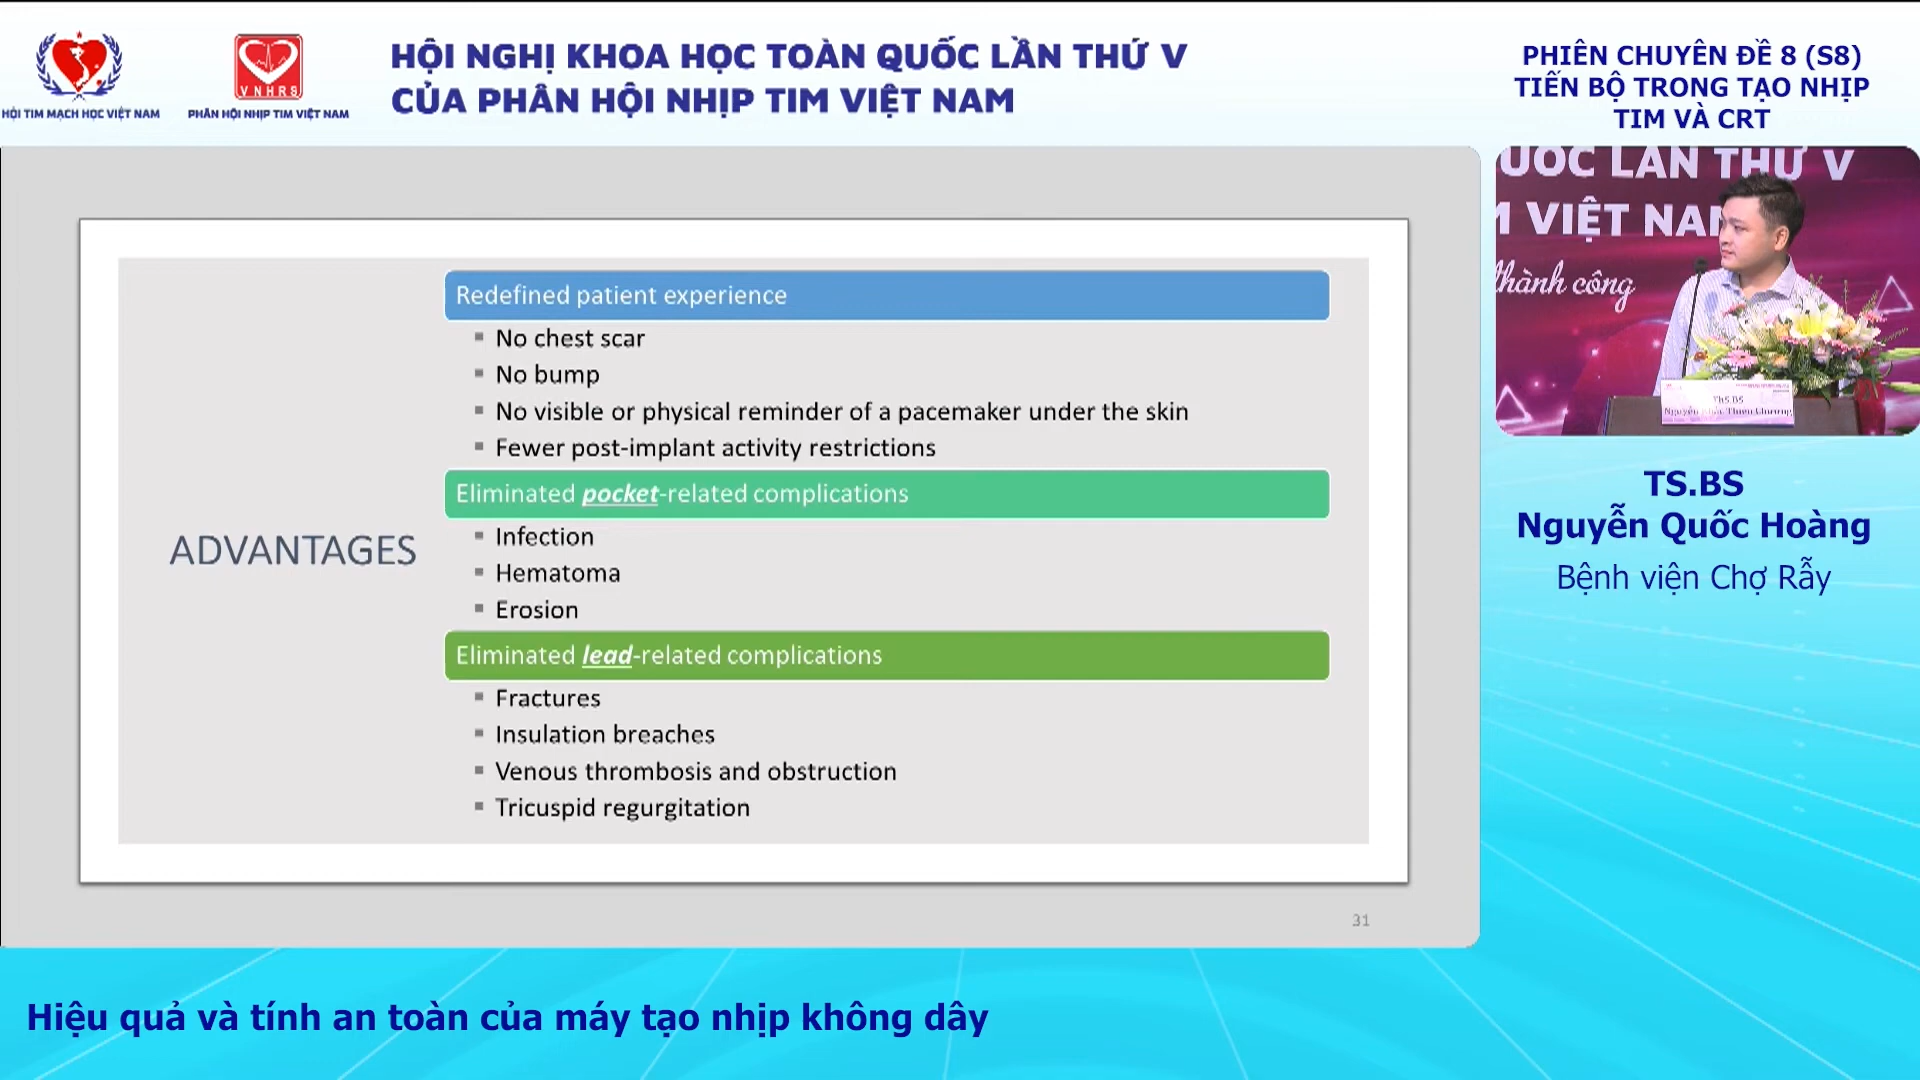 HỘI TIM MẠCH HỌC VIỆT NAM
VNHRS
PHÂN HỘI NHỊP TIM VIỆT NAM
HỘI NGHỊ KHOA HỌC TOÀN QUỐC LẦN THỨ V
CỦA PHÂN HỘI NHỊP TIM VIỆT NAM
PHIÊN CHUYÊN ĐỀ 8 (S8)
TIẾN BỘ TRONG TẠO NHỊP
TIM VÀ CRT
ADVANTAGES
Redefined patient experience
▪ No chest scar
▪ No bump
▪ No visible or physical reminder of a pacemaker under the skin
▪ Fewer post-implant activity restrictions
Eliminated pocket-related complications
▪ Infection
▪ Hematoma
▪ Erosion
Eliminated lead-related complications
▪ Fractures
▪ Insulation breaches
▪ Venous thrombosis and obstruction
▪ Tricuspid regurgitation
31
UỐC LẦN THỨ V
M VIỆT NAM
thành công
ThS.BS
TS.BS
Nguyễn Quốc Hoàng
Bệnh viện Chợ Rẫy
Hiệu quả và tính an toàn của máy tạo nhịp không dây